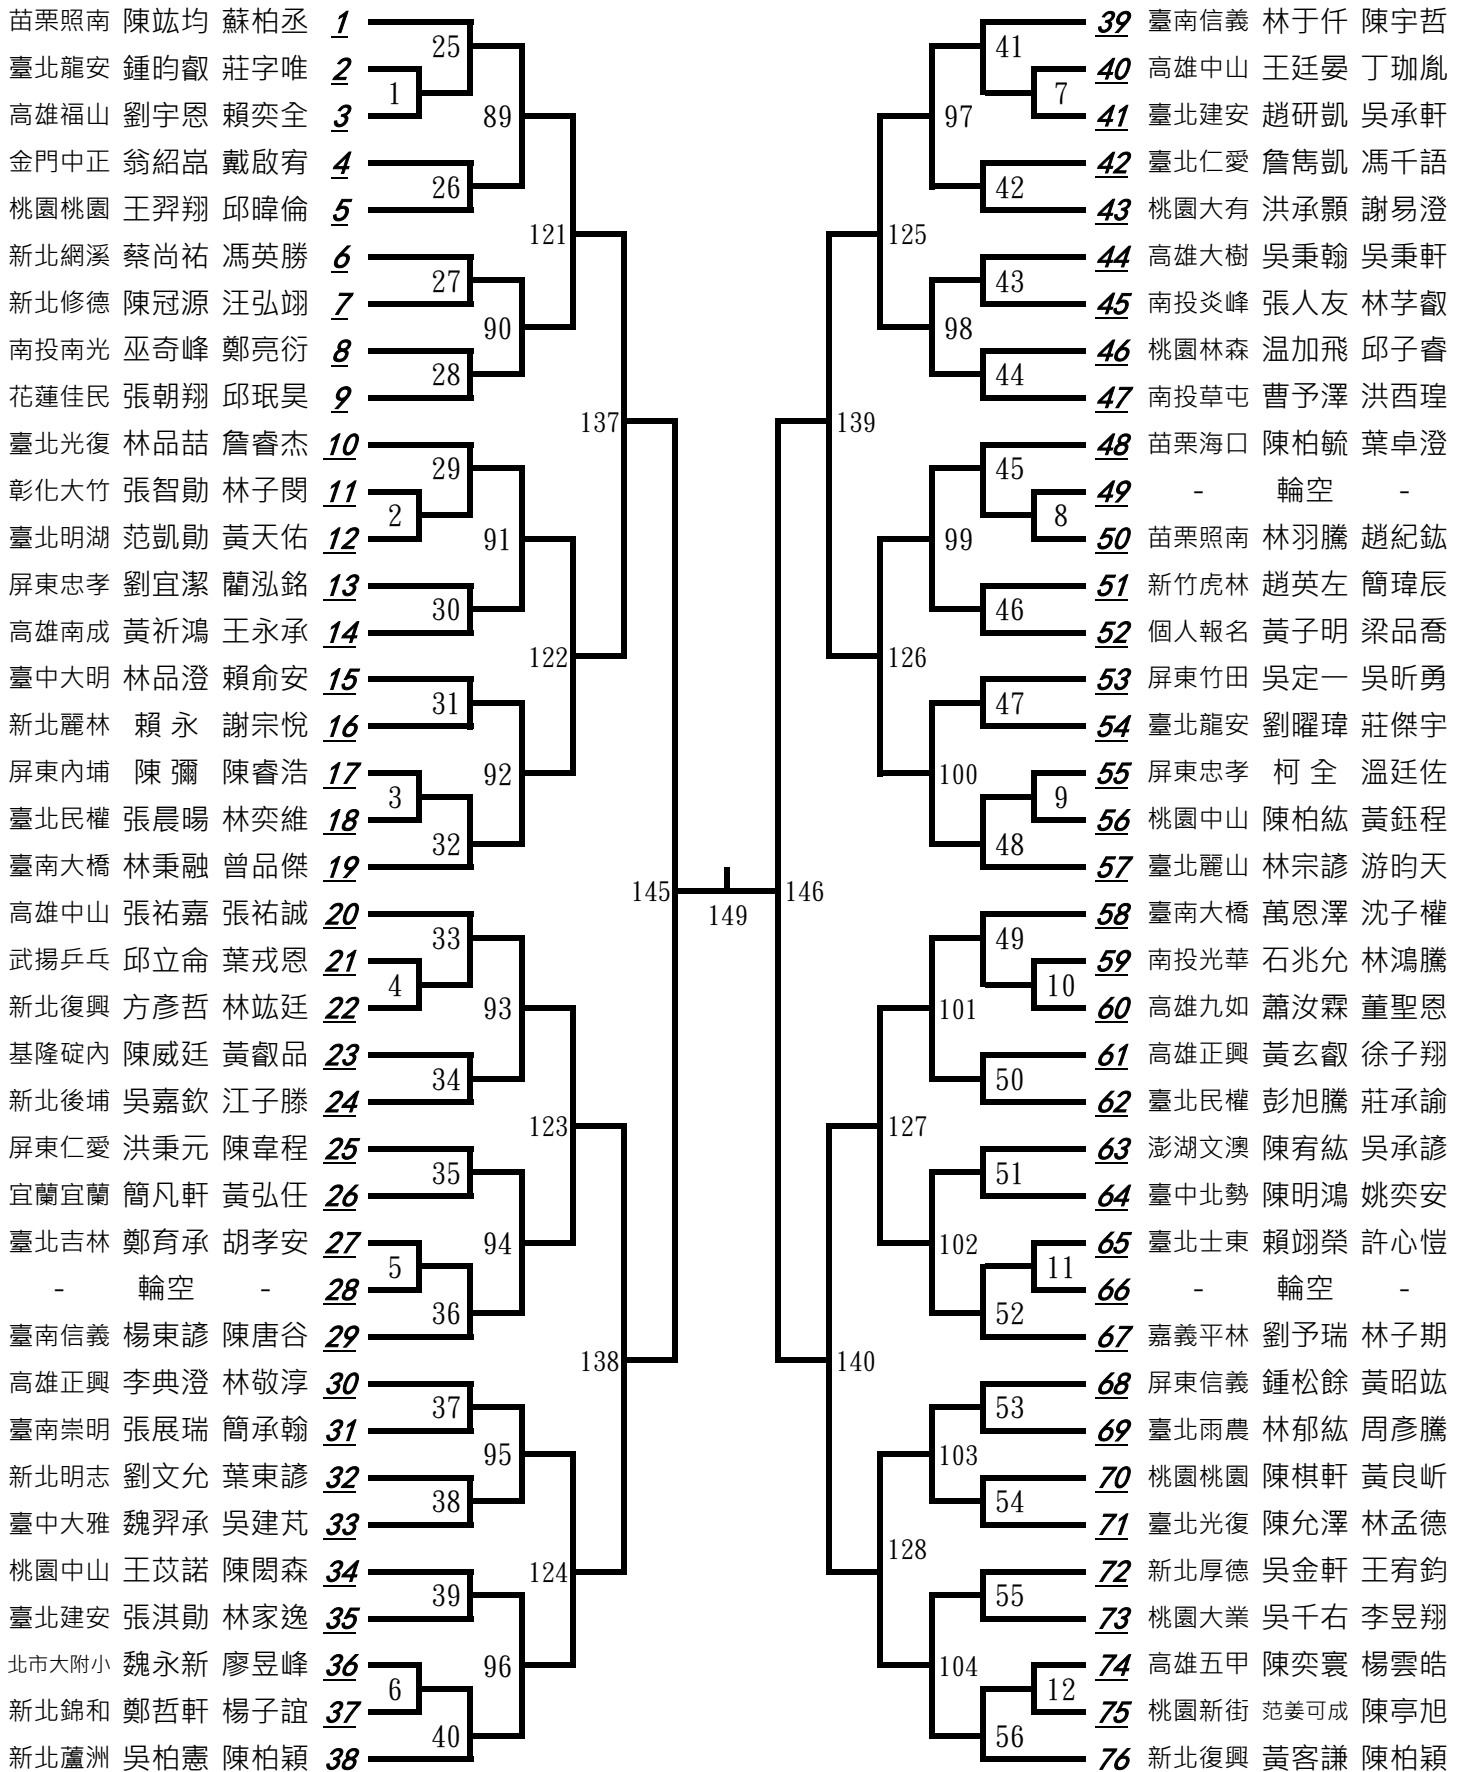 苗栗照南 陳竑均 蘇柏丞 1
25
臺北龍安 鍾昀叡 莊字唯 2
1
高雄福山 劉宇恩 賴奕全 3
89
金門中正 翁紹嵓 戴啟宥 4
26
桃園桃園 王羿翔 邱暐倫 5
121
新北網溪 蔡尚祐 馮英勝 6
27
新北修德 陳冠源 汪弘翊 7
90
南投南光 巫奇峰 鄭亮衍 8
28
花蓮佳民 張朝翔 邱珉昊 9
137
臺北光復 林品喆 詹睿杰 10
29
彰化大竹 張智勛 林子閔 11
2
臺北明湖 范凱勛 黃天佑 12
91
屏東忠孝 劉宜潔 藺泓銘 13
30
高雄南成 黃祈鴻 王永承 14
122
臺中大明 林品澄 賴俞安 15
31
新北麗林 賴 永 謝宗悅 16
92
屏東內埔 陳 彌 陳睿浩 17
3
臺北民權 張晨暘 林奕維 18
32
臺南大橋 林秉融 曾品傑 19
145
高雄中山 張祐嘉 張祐誠 20
33
武揚乒乓 邱立侖 葉戎恩 21
4
新北復興 方彥哲 林竑廷 22
93
基隆碇內 陳威廷 黃叡品 23
34
新北後埔 吳嘉欽 江子滕 24
123
屏東仁愛 洪秉元 陳韋程 25
35
宜蘭宜蘭 簡凡軒 黃弘任 26
94
臺北吉林 鄭育承 胡孝安 27
5
- 輪空 - 28
36
臺南信義 楊東諺 陳唐谷 29
138
高雄正興 李典澄 林敬淳 30
37
臺南崇明 張展瑞 簡承翰 31
95
新北明志 劉文允 葉東諺 32
38
臺中大雅 魏羿承 吳建芃 33
124
桃園中山 王苡諾 陳閎森 34
39
臺北建安 張淇勛 林家逸 35
96
北市大附小 魏永新 廖昱峰 36
6
新北錦和 鄭哲軒 楊子誼 37
40
新北蘆洲 吳柏憲 陳柏穎 38
149
39 臺南信義 林于仟 陳宇哲
41
40 高雄中山 王廷晏 丁珈胤
7
41 臺北建安 趙研凱 吳承軒
97
42 臺北仁愛 詹雋凱 馮千語
42
43 桃園大有 洪承顥 謝易澄
125
44 高雄大樹 吳秉翰 吳秉軒
43
45 南投炎峰 張人友 林芓叡
98
46 桃園林森 温加飛 邱子睿
44
47 南投草屯 曹予澤 洪酉瑝
139
48 苗栗海口 陳柏毓 葉卓澄
45
49 - 輪空 -
8
50 苗栗照南 林羽騰 趙紀鈜
99
51 新竹虎林 趙英左 簡瑋辰
46
52 個人報名 黃子明 梁品喬
126
53 屏東竹田 吳定一 吳昕勇
47
54 臺北龍安 劉曜瑋 莊傑宇
100
55 屏東忠孝 柯 全 溫廷佐
9
56 桃園中山 陳柏紘 黃鈺程
48
57 臺北麗山 林宗諺 游昀天
146
58 臺南大橋 萬恩澤 沈子權
49
59 南投光華 石兆允 林鴻騰
10
60 高雄九如 蕭汝霖 董聖恩
101
61 高雄正興 黃玄叡 徐子翔
50
62 臺北民權 彭旭騰 莊承諭
127
63 澎湖文澳 陳宥紘 吳承諺
51
64 臺中北勢 陳明鴻 姚奕安
102
65 臺北士東 賴翊榮 許心愷
11
66 - 輪空 -
52
67 嘉義平林 劉予瑞 林子期
140
68 屏東信義 鍾松餘 黃昭竑
53
69 臺北雨農 林郁紘 周彥騰
103
70 桃園桃園 陳棋軒 黃良岓
54
71 臺北光復 陳允澤 林孟德
128
72 新北厚德 吳金軒 王宥鈞
55
73 桃園大業 吳千右 李昱翔
104
74 高雄五甲 陳奕寰 楊雲皓
12
75 桃園新街 范姜可成 陳亭旭
56
76 新北復興 黃客謙 陳柏穎